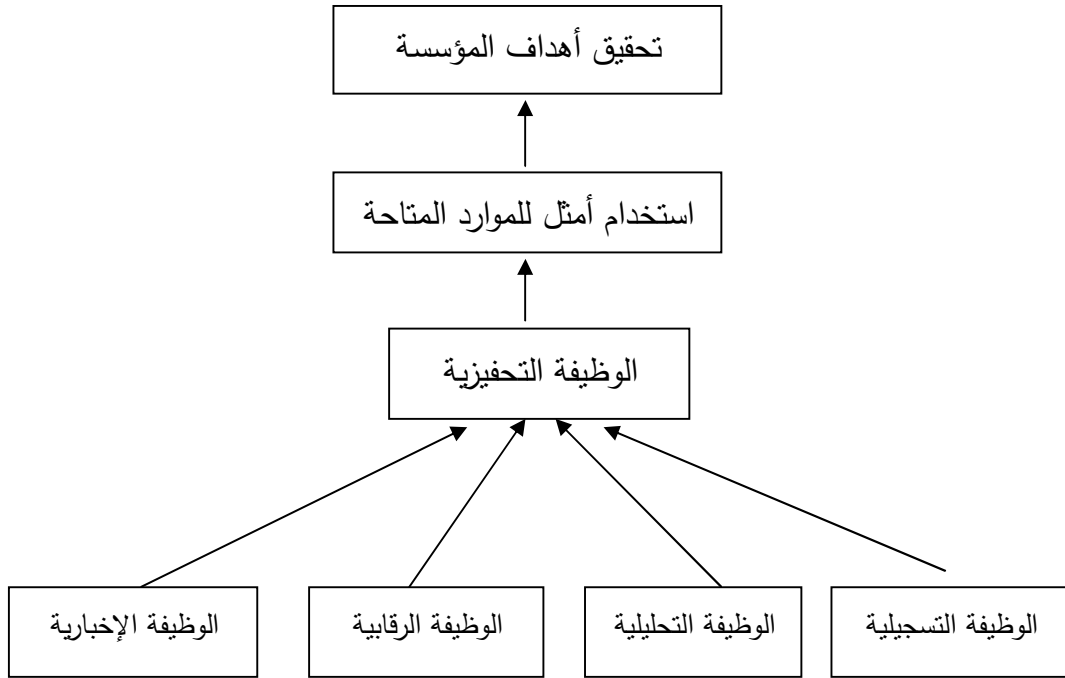 تحقيق أهداف المؤسسة
استخدام أمثل للموارد المتاحة
الوظيفة التحفيزية
الوظيفة التسجيلية
الوظيفة التحليلية
الوظيفة الرقابية
الوظيفة الإخبارية